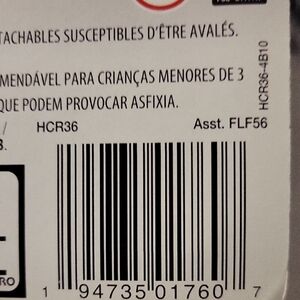 TACHABLES SUSCEPTIBLES D'ÊTRE AVALÉS.
MENDÁVEL PARA CRIANÇAS MENORES DE 3
QUE PODEM PROVOCAR ASFIXIA.
HCR36-4B10
HCR36
Asst. FLF56
1 94735 01760 7
RO